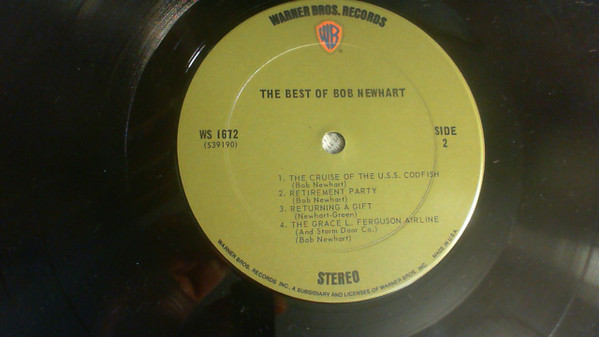 WARNER BROS. RECORDS
WB
THE BEST OF BOB NEWHART
WS 1672
(S39190)
SIDE
2
1. THE CRUISE OF THE U.S.S. CODFISH
(Bob Newhart)
2. RETIREMENT PARTY
(Bob Newhart)
3. RETURNING A GIFT
(Newhart-Green)
4. THE GRACE L. FERGUSON AIRLINE
(And Storm Door Co.)
(Bob Newhart)
STEREO
WARNER BROS. RECORDS INC. A SUBSIDIARY AND LICENSEE OF WARNER BROS. INC. MADE IN U.S.A.